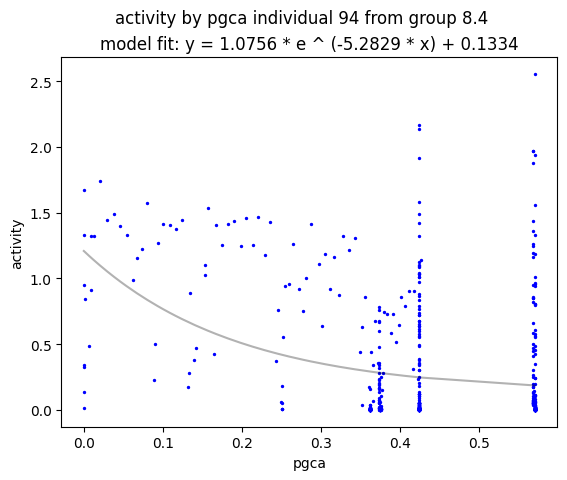 activity by pgca individual 94 from group 8.4
model fit: y = 1.0756 * e ^ (-5.2829 * x) + 0.1334
2.5
2.0
1.5
1.0
0.5
0.0
activity
0.0 0.1 0.2 0.3 0.4 0.5
pgca